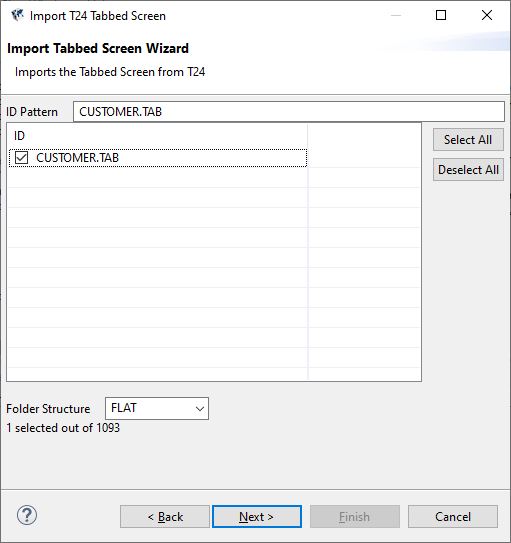 Import T24 Tabbed Screen
Import Tabbed Screen Wizard
Imports the Tabbed Screen from T24
ID Pattern CUSTOMER.TAB
ID
CUSTOMER.TAB
Select All
Deselect All
Folder Structure FLAT
1 selected out of 1093
? < Back Next > Finish Cancel